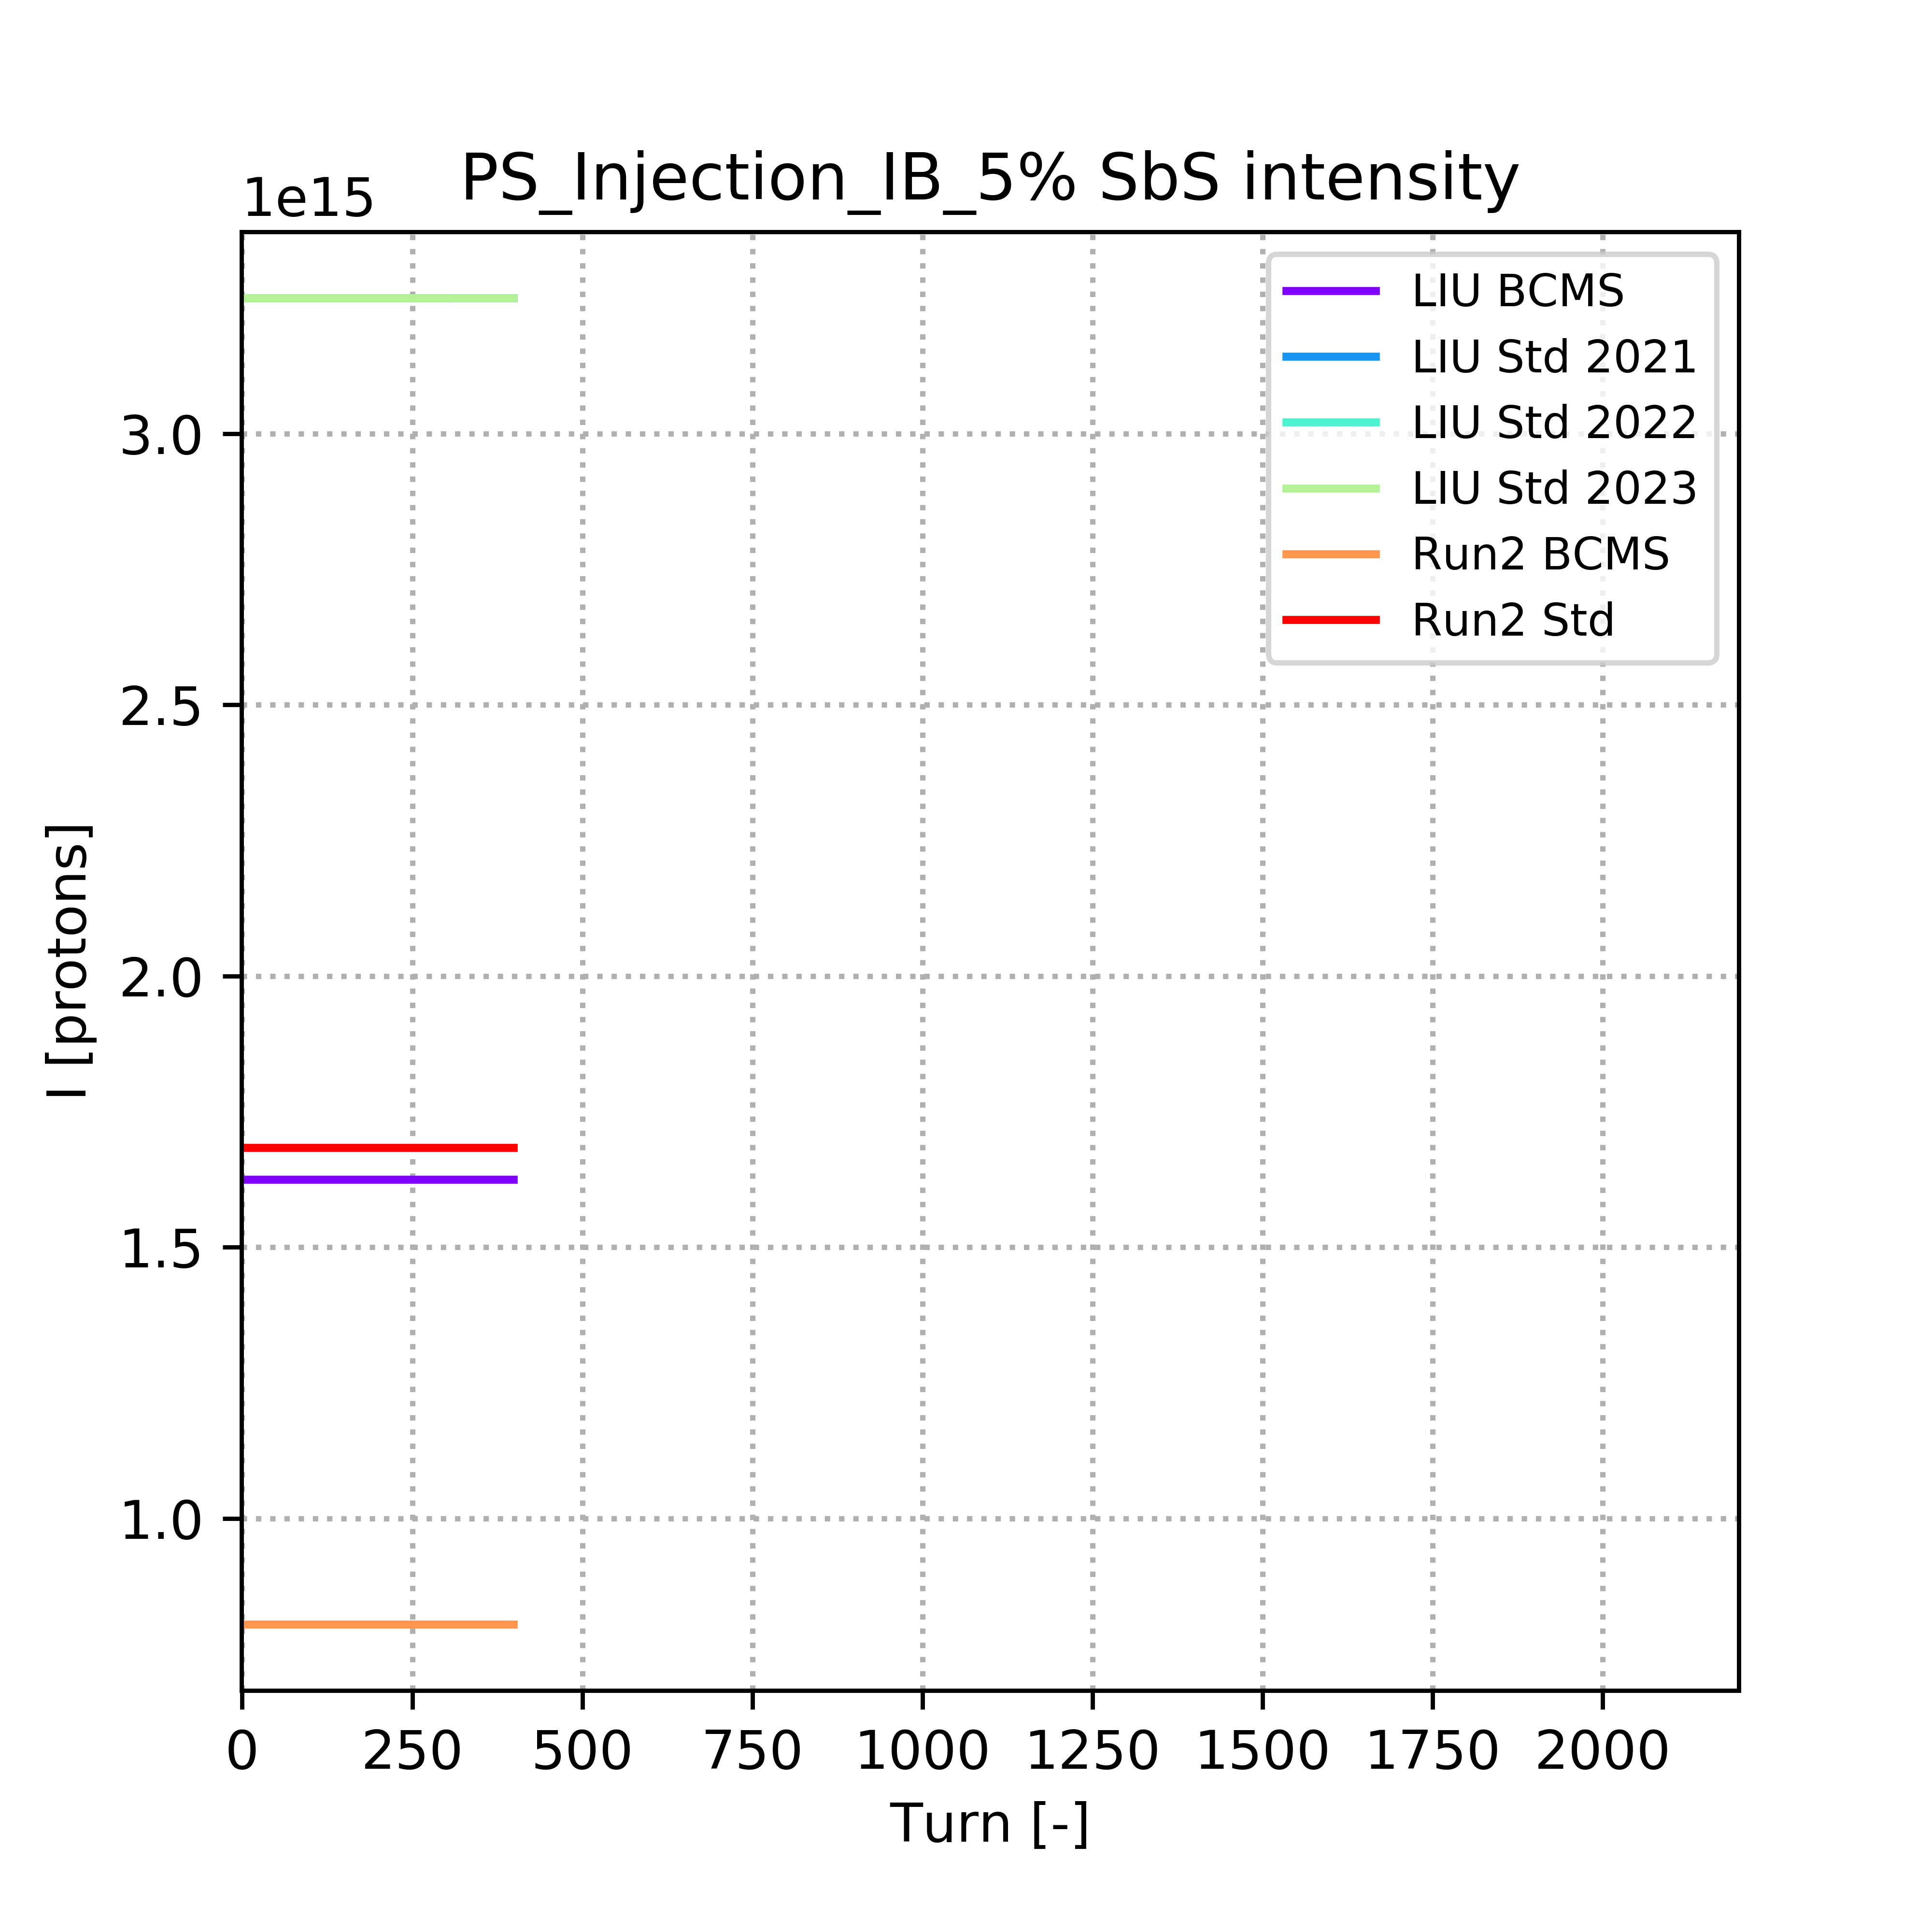 PS_Injection_IB_5% SbS intensity
1e15
LIU BCMS
LIU Std 2021
LIU Std 2022
LIU Std 2023
Run2 BCMS
Run2 Std
3.0
2.5
2.0
1.5
1.0
I [protons]
0 250 500 750 1000 1250 1500 1750 2000
Turn [-]